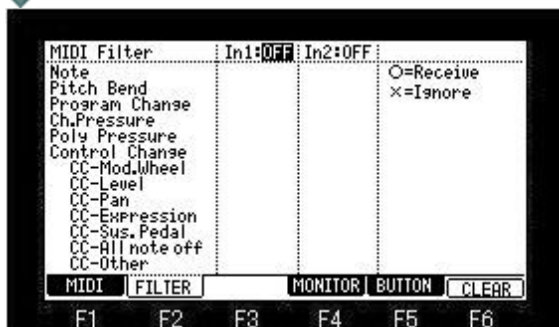 MIDI Filter In1:OFF In2:OFF
Note O=Receive
Pitch Bend ×=Ignore
Program Change
Ch.Pressure
Poly Pressure
Control Change
CC-Mod.Wheel
CC-Level
CC-Pan
CC-Expression
CC-Sus.Pedal
CC-All note off
CC-Other
MIDI FILTER MONITOR BUTTON CLEAR
F1 F2 F3 F4 F5 F6